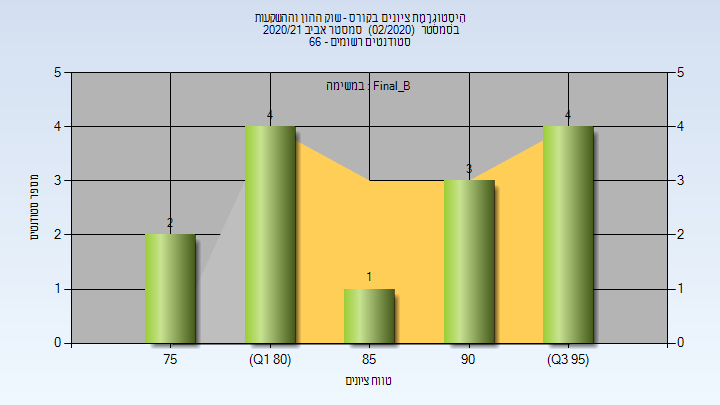 היסטוגרמת ציונים בקורס - שוק ההון וההשקעות
בסמסטר (02/2020) סמסטר אביב 2020/21
סטודנטים רשומים - 66
במשימה : Final_B
5
4
3
2
1
0
5
4
3
2
1
0
מספר סטודנטים
2
4
1
3
4
75
(Q1 80)
85
90
(Q3 95)
טווח ציונים